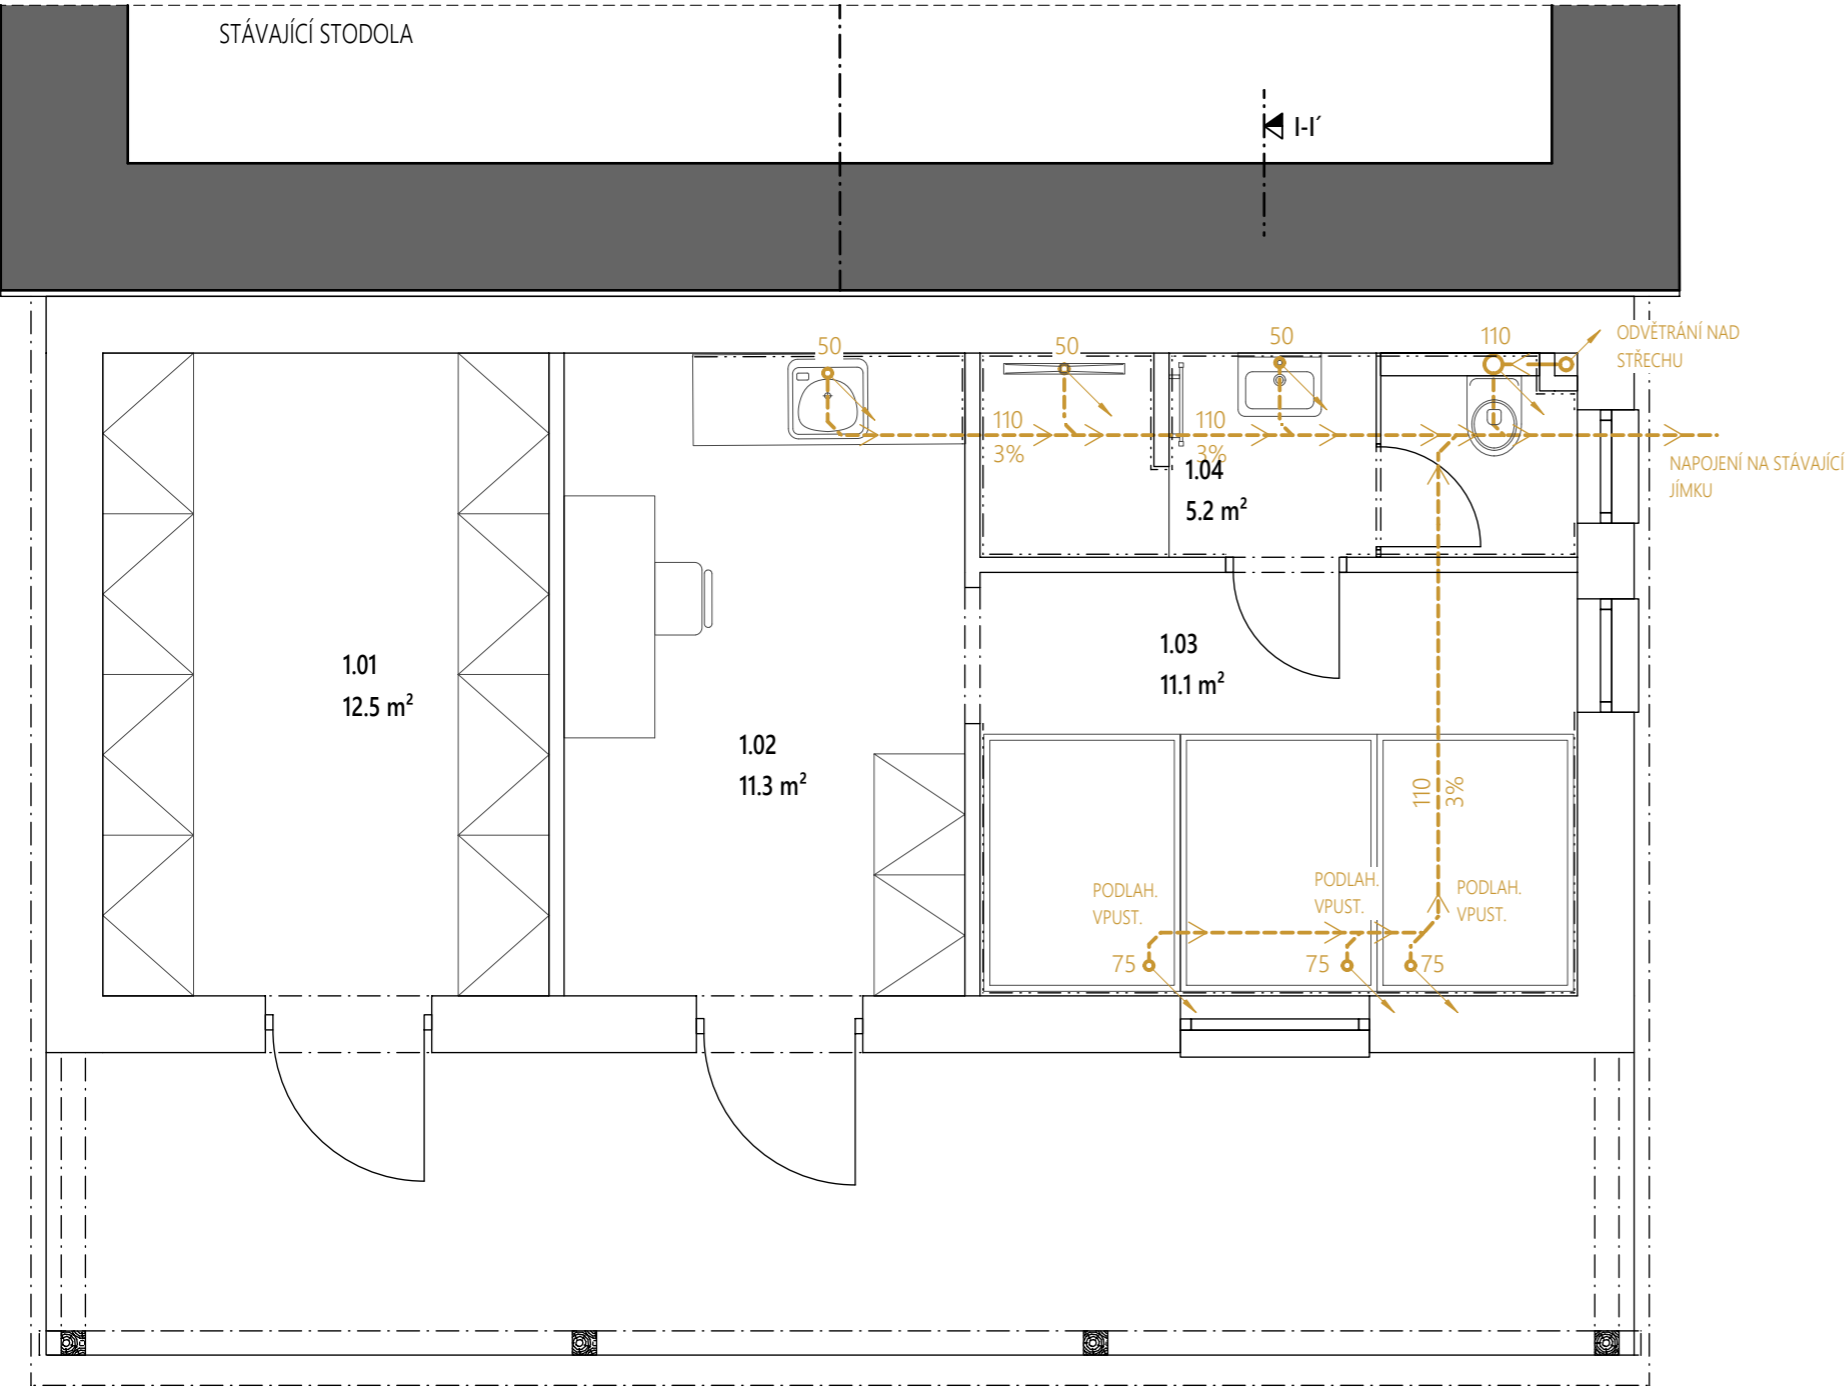 STÁVAJÍCÍ STODOLA
I-I´
50
50
50
110
ODVĚTRÁNÍ NAD
STŘECHU
110
3%
110
3%
NAPOJENÍ NA STÁVAJÍCÍ
JÍMKU
1.04
5.2 m²
1.03
11.1 m²
1.01
12.5 m²
1.02
11.3 m²
110
3%
PODLAH.
VPUST.
PODLAH.
VPUST.
PODLAH.
VPUST.
75
75
75